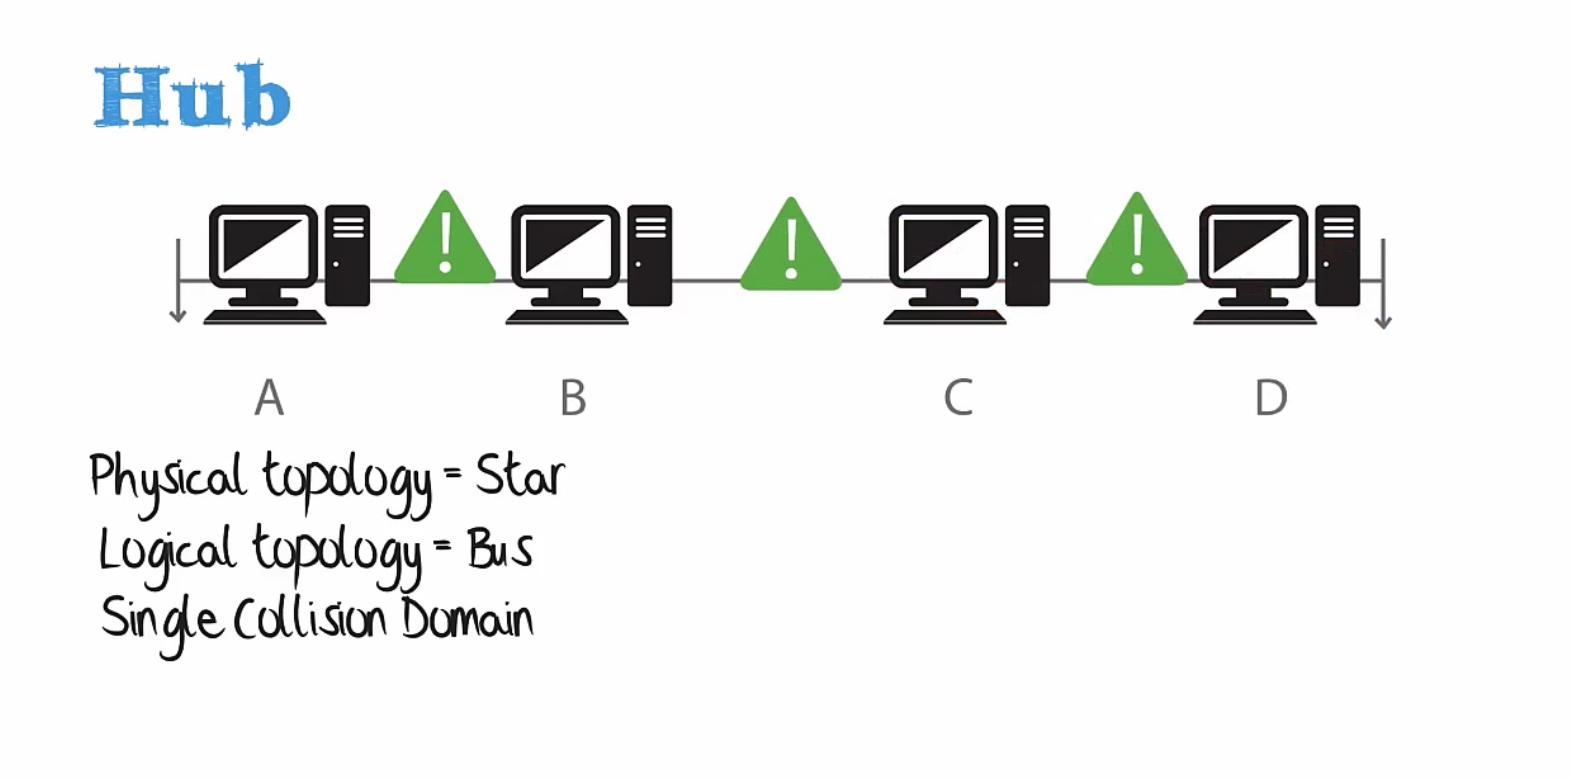 Hub
!
!
!
A B C D
Physical topology = Star
Logical topology = Bus
Single Collision Domain